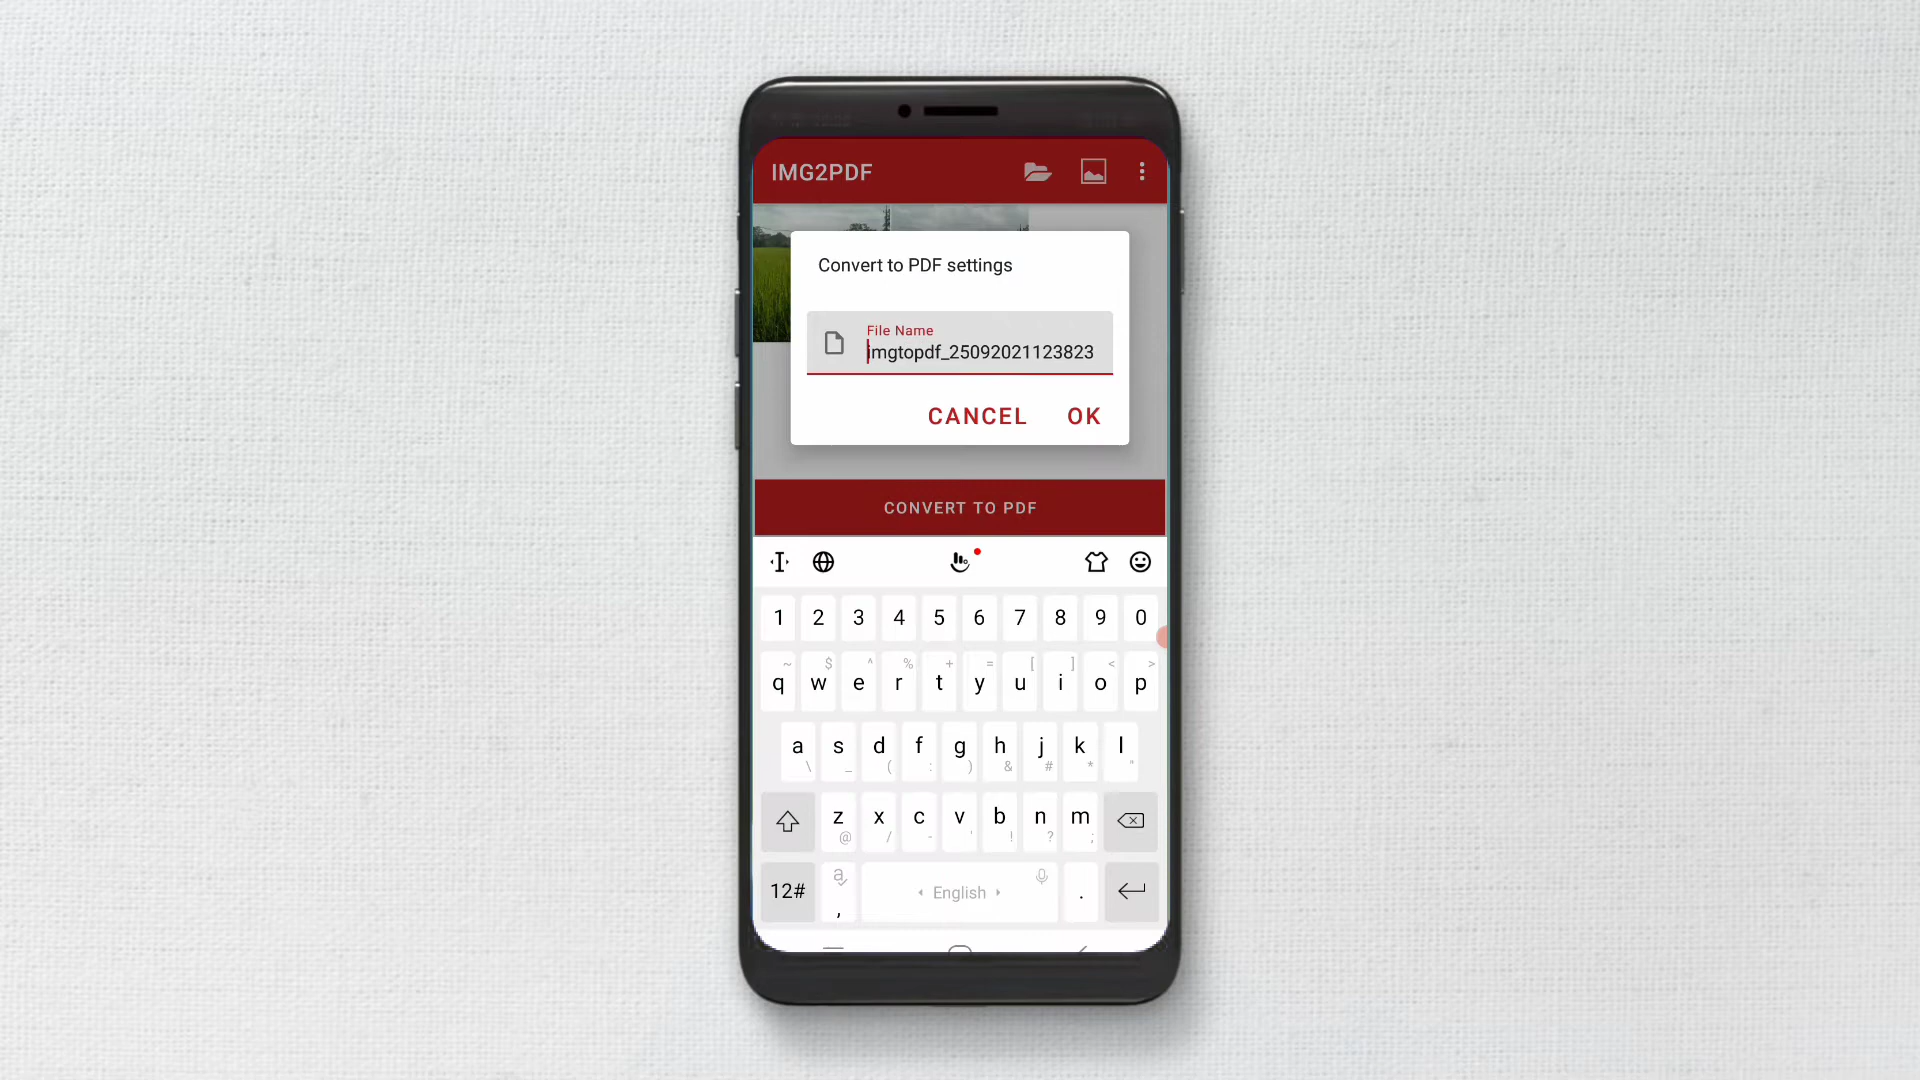 IMG2PDF
Convert to PDF settings
File Name
imgtopdf_25092021123823
CANCEL OK
CONVERT TO PDF
1 2 3 4 5 6 7 8 9 0
~ $ ^ % + = [ ] < >
q w e r t y u i o p
a s d f g h j k l
\ _ ( : ) & # * "
z x c v b n m
@ / - ' ! ? ;
12# a , English .